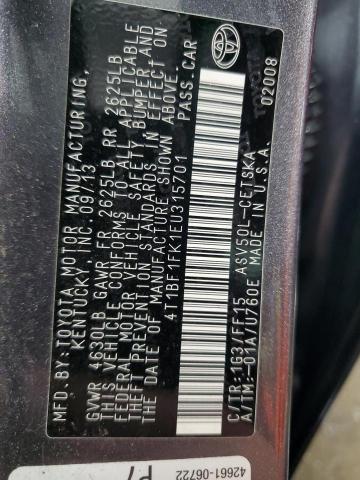 MFD.BY:TOYOTA MOTOR MANUFACTURING,
KENTUCKY INC. 09/13
GVWR 4630LB GAWR FR 2625LB RR 2625LB
THIS VEHICLE CONFORMS TO ALL APPLICABLE
FEDERAL MOTOR VEHICLE SAFETY, BUMPER, AND
THEFT PREVENTION STANDARDS IN EFFECT ON
THE DATE OF MANUFACTURE SHOWN ABOVE.
4T1BF1FK1EU315701 PASS.CAR
C/TR:1G3/FF15 ASV50L-CETSKA
A/TM:-01A/U760E MADE IN U.S.A.
02008
TOYOTA
42661-06722